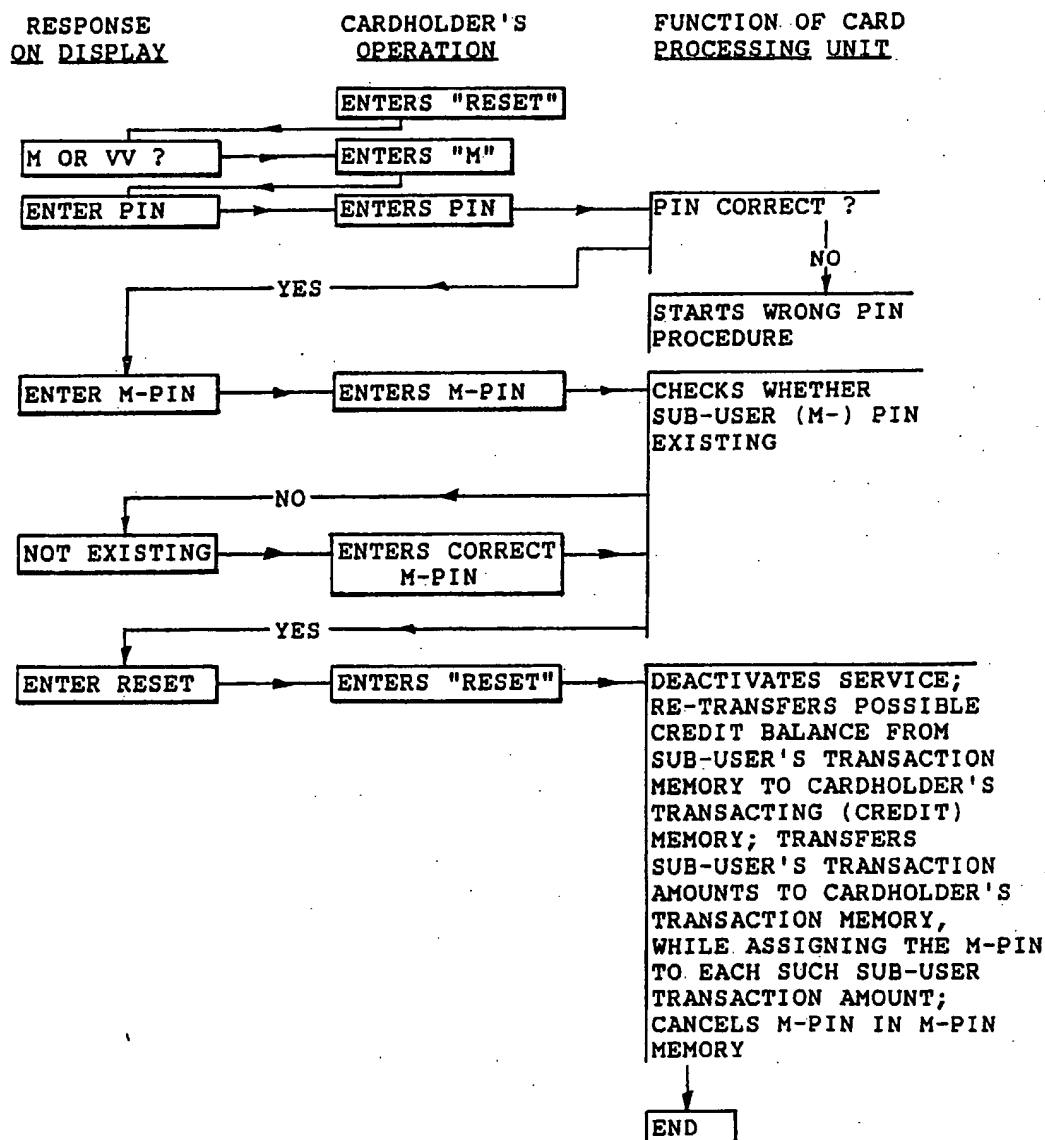 RESPONSE
ON DISPLAY
CARDHOLDER'S
OPERATION
FUNCTION OF CARD
PROCESSING UNIT
ENTERS "RESET"
M OR VV ?
ENTERS "M"
ENTER PIN
ENTERS PIN
PIN CORRECT ?
NO
YES
STARTS WRONG PIN
PROCEDURE
ENTER M-PIN
ENTERS M-PIN
CHECKS WHETHER
SUB-USER (M-) PIN
EXISTING
NO
NOT EXISTING
ENTERS CORRECT
M-PIN
YES
ENTER RESET
ENTERS "RESET"
DEACTIVATES SERVICE;
RE-TRANSFERS POSSIBLE
CREDIT BALANCE FROM
SUB-USER'S TRANSACTION
MEMORY TO CARDHOLDER'S
TRANSACTING (CREDIT)
MEMORY; TRANSFERS
SUB-USER'S TRANSACTION
AMOUNTS TO CARDHOLDER'S
TRANSACTION MEMORY,
WHILE ASSIGNING THE M-PIN
TO EACH SUCH SUB-USER
TRANSACTION AMOUNT;
CANCELS M-PIN IN M-PIN
MEMORY
END